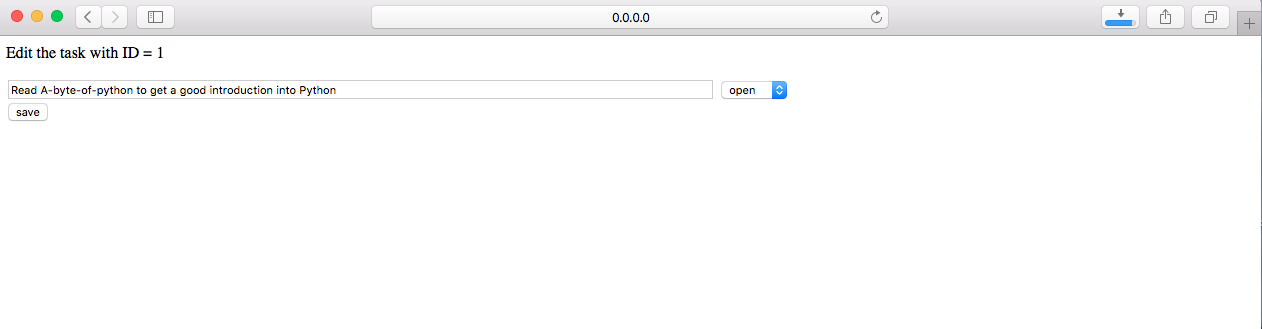 0.0.0.0
Edit the task with ID = 1
Read A-byte-of-python to get a good introduction into Python open
save